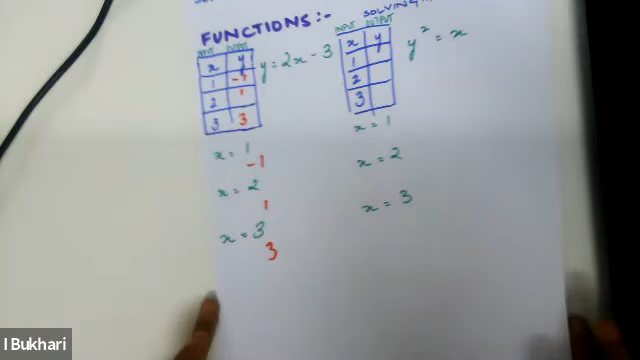 SOLVING
FUNCTIONS:-
INPUT OUTPUT
x y
1 -1
2 1
3 3
y = 2x - 3
x = 1
-1
x = 2
1
x = 3
3
INPUT OUTPUT
x y
1
2
3
y² = x
x = 1
x = 2
x = 3
I Bukhari